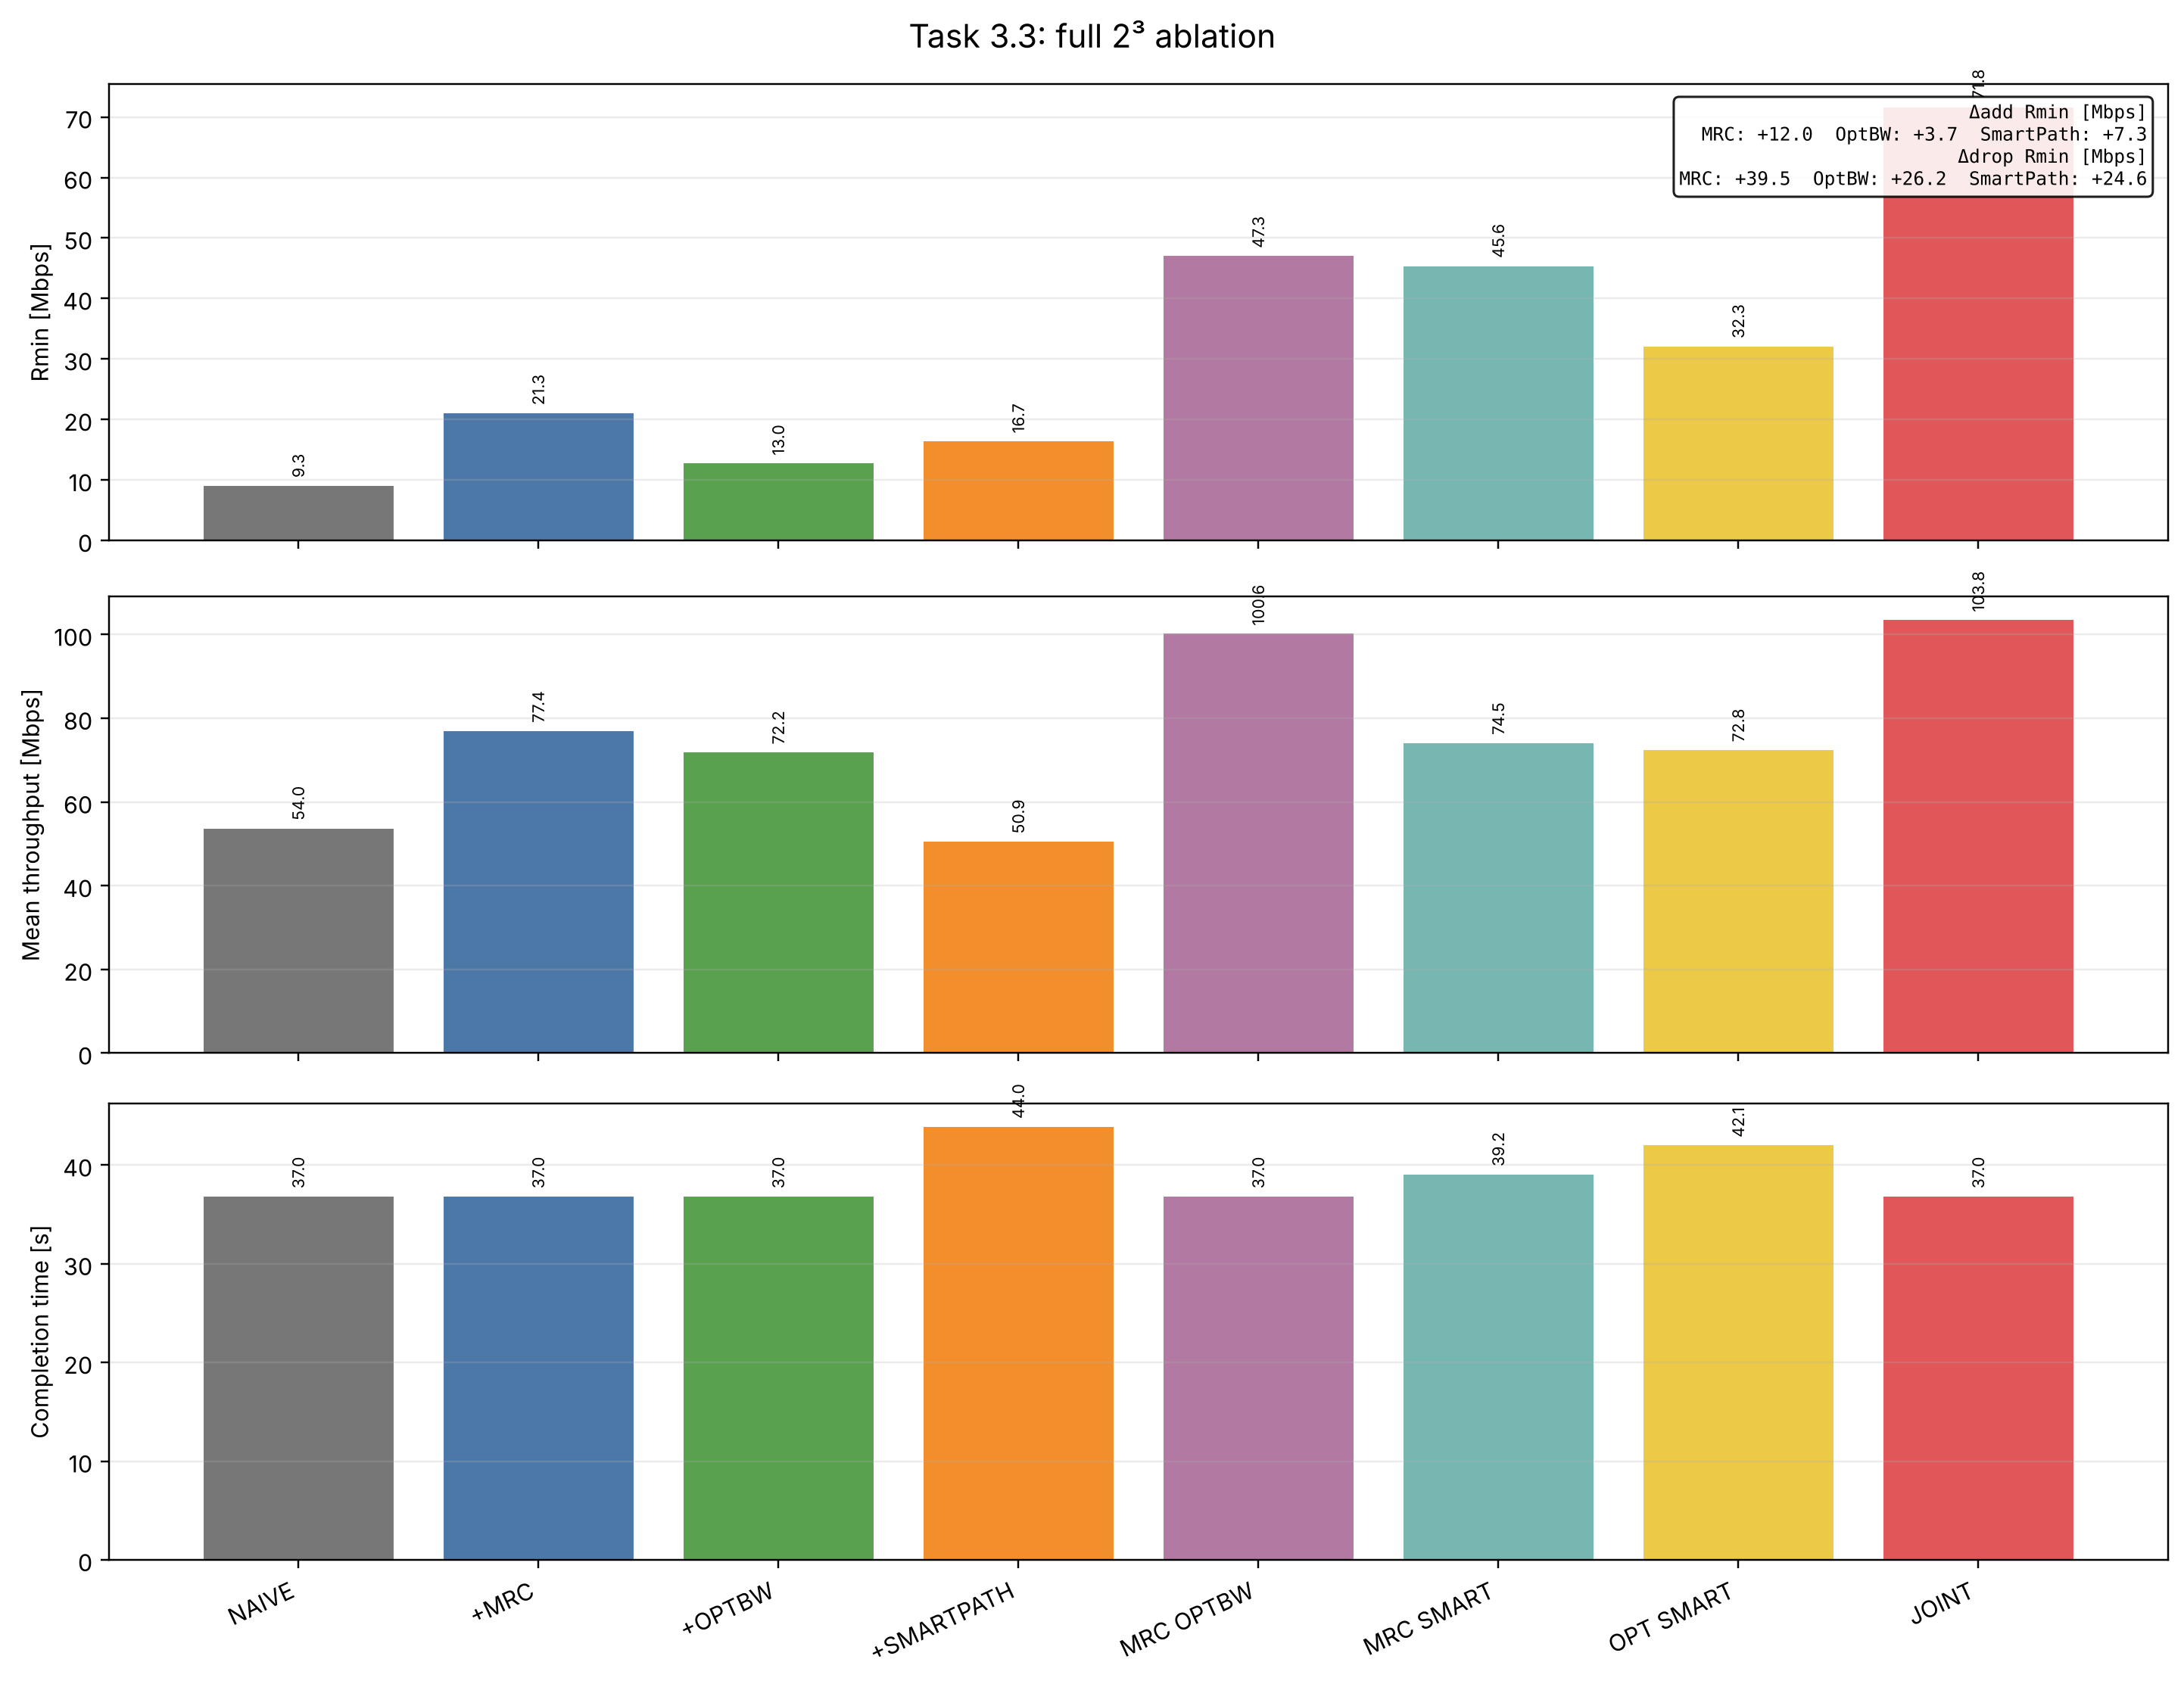 Task 3.3: full 2³ ablation
Rmin [Mbps]
70
60
50
40
30
20
10
0
9.3
21.3
13.0
16.7
47.3
45.6
32.3
71.8
Δadd Rmin [Mbps]
MRC: +12.0  OptBW: +3.7  SmartPath: +7.3
Δdrop Rmin [Mbps]
MRC: +39.5  OptBW: +26.2  SmartPath: +24.6
Mean throughput [Mbps]
100
80
60
40
20
0
54.0
77.4
72.2
50.9
100.6
74.5
72.8
103.8
Completion time [s]
40
30
20
10
0
37.0
37.0
37.0
44.0
37.0
39.2
42.1
37.0
NAIVE
+MRC
+OPTBW
+SMARTPATH
MRC OPTBW
MRC SMART
OPT SMART
JOINT